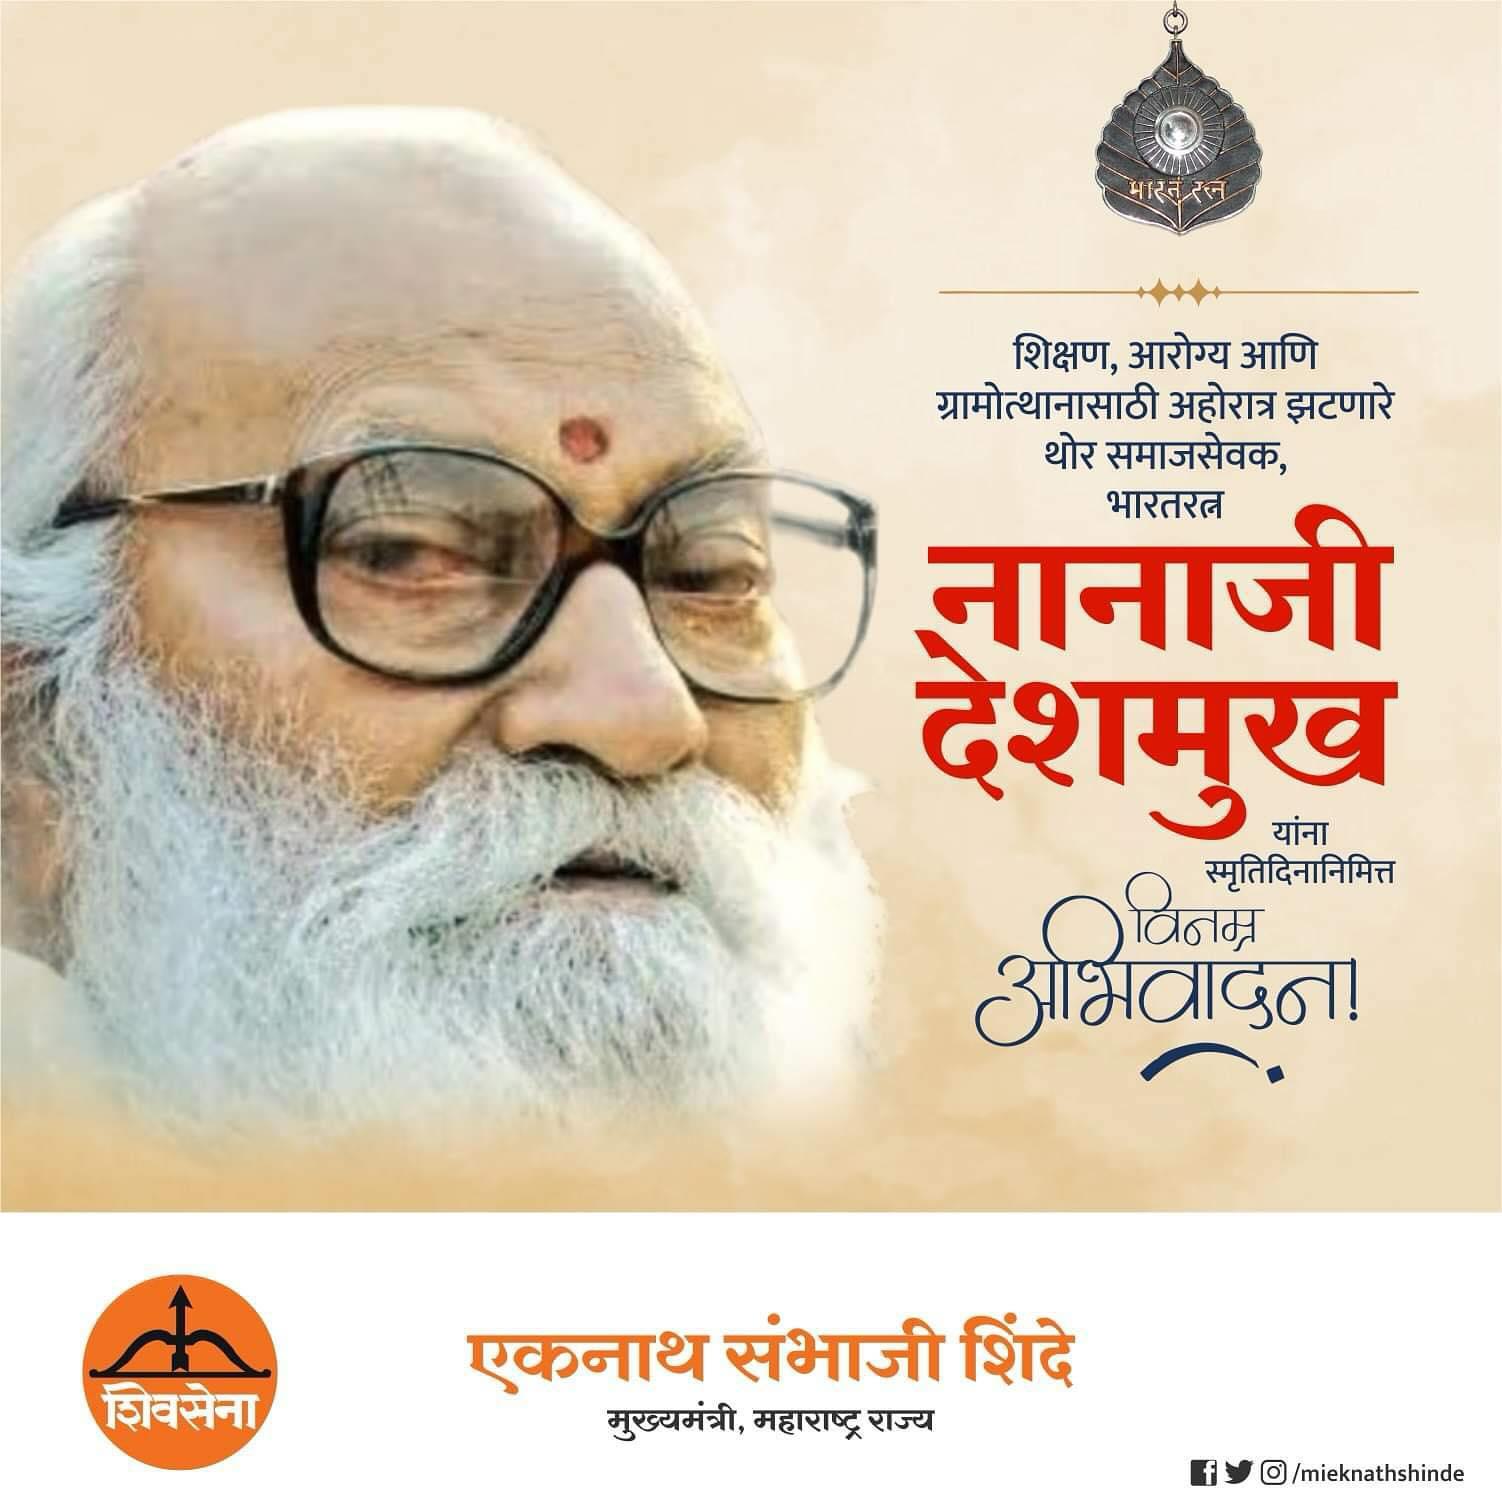 भारत रत्न
शिक्षण, आरोग्य आणि
ग्रामोत्थानासाठी अहोरात्र झटणारे
थोर समाजसेवक,
भारतरत्न
नानाजी
देशमुख
यांना
स्मृतिदिनानिमित्त
विनम्र
अभिवादन!
शिवसेना
एकनाथ संभाजी शिंदे
मुख्यमंत्री, महाराष्ट्र राज्य
/mieknathshinde